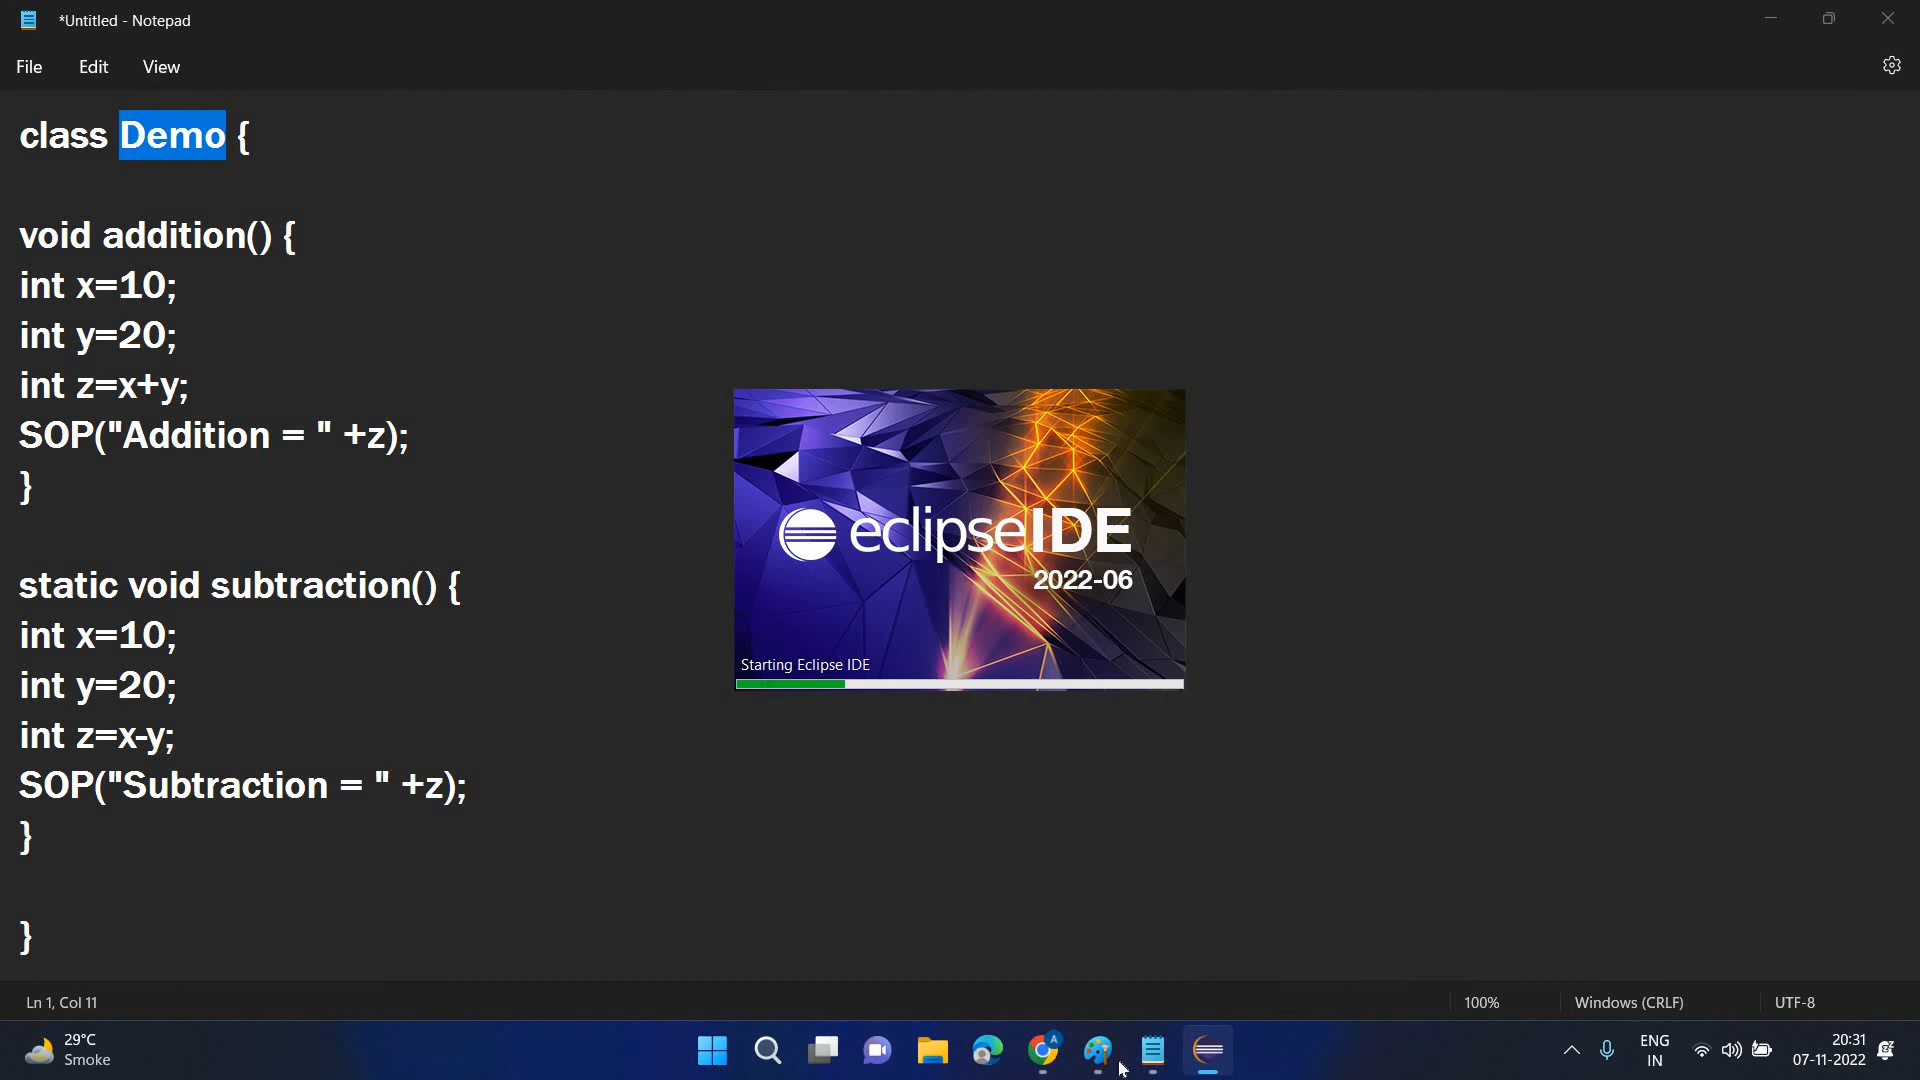 *Untitled - Notepad
File Edit View
class Demo {
void addition() {
int x=10;
int y=20;
int z=x+y;
SOP("Addition = " +z);
}
static void subtraction() {
int x=10;
int y=20;
int z=x-y;
SOP("Subtraction = " +z);
}
}
eclipseIDE
2022-06
Starting Eclipse IDE
Ln 1, Col 11
100%
Windows (CRLF)
UTF-8
29°C
Smoke
A
ENG
IN
20:31
07-11-2022